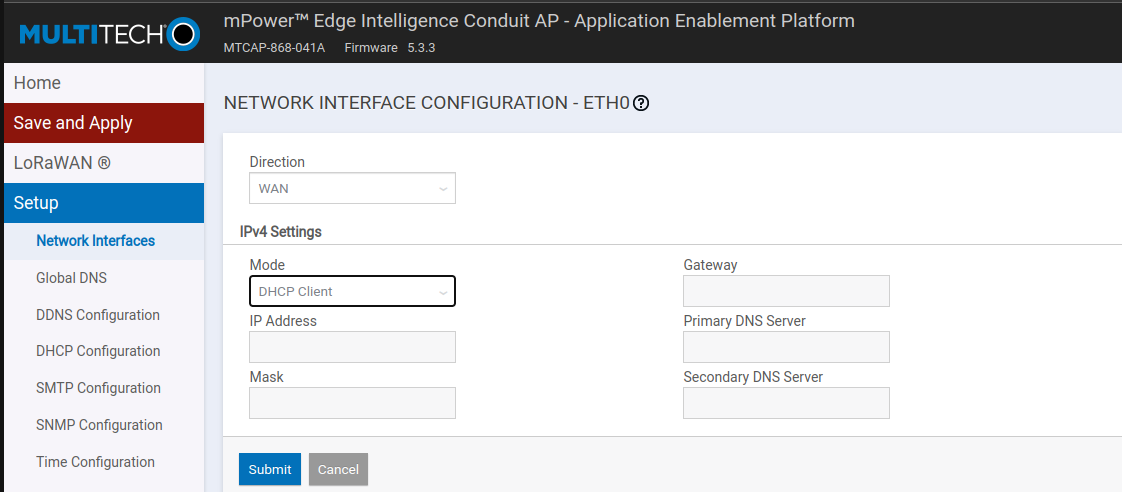 MULTITECH
mPower™ Edge Intelligence Conduit AP - Application Enablement Platform
MTCAP-868-041A Firmware 5.3.3
Home
Save and Apply
LoRaWAN ®
Setup
Network Interfaces
Global DNS
DDNS Configuration
DHCP Configuration
SMTP Configuration
SNMP Configuration
Time Configuration
NETWORK INTERFACE CONFIGURATION - ETH0 ?
Direction
WAN
IPv4 Settings
Mode
DHCP Client
IP Address
Mask
Gateway
Primary DNS Server
Secondary DNS Server
Submit Cancel